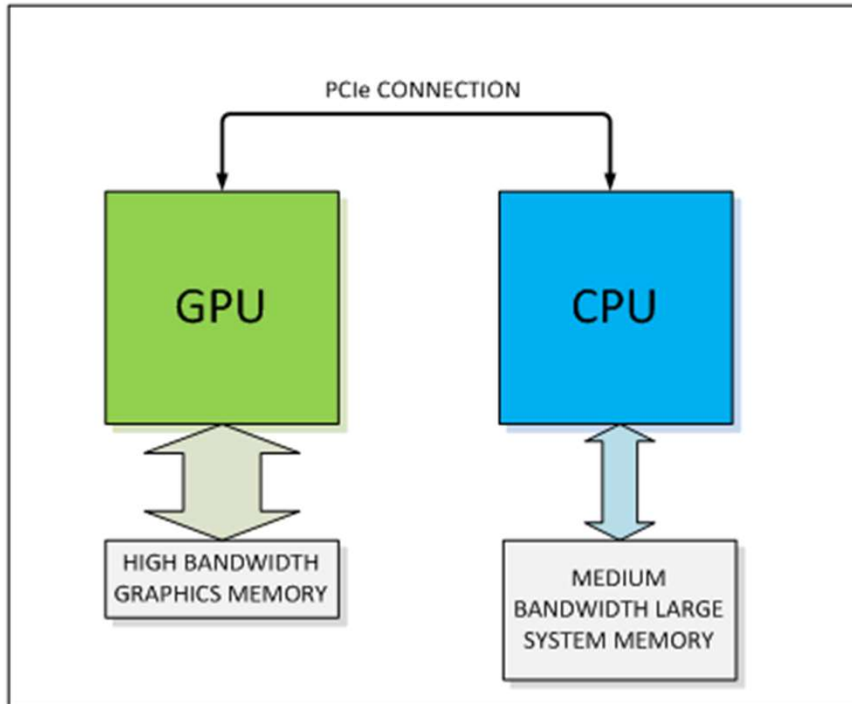 PCIe CONNECTION
GPU
CPU
HIGH BANDWIDTH
GRAPHICS MEMORY
MEDIUM
BANDWIDTH LARGE
SYSTEM MEMORY